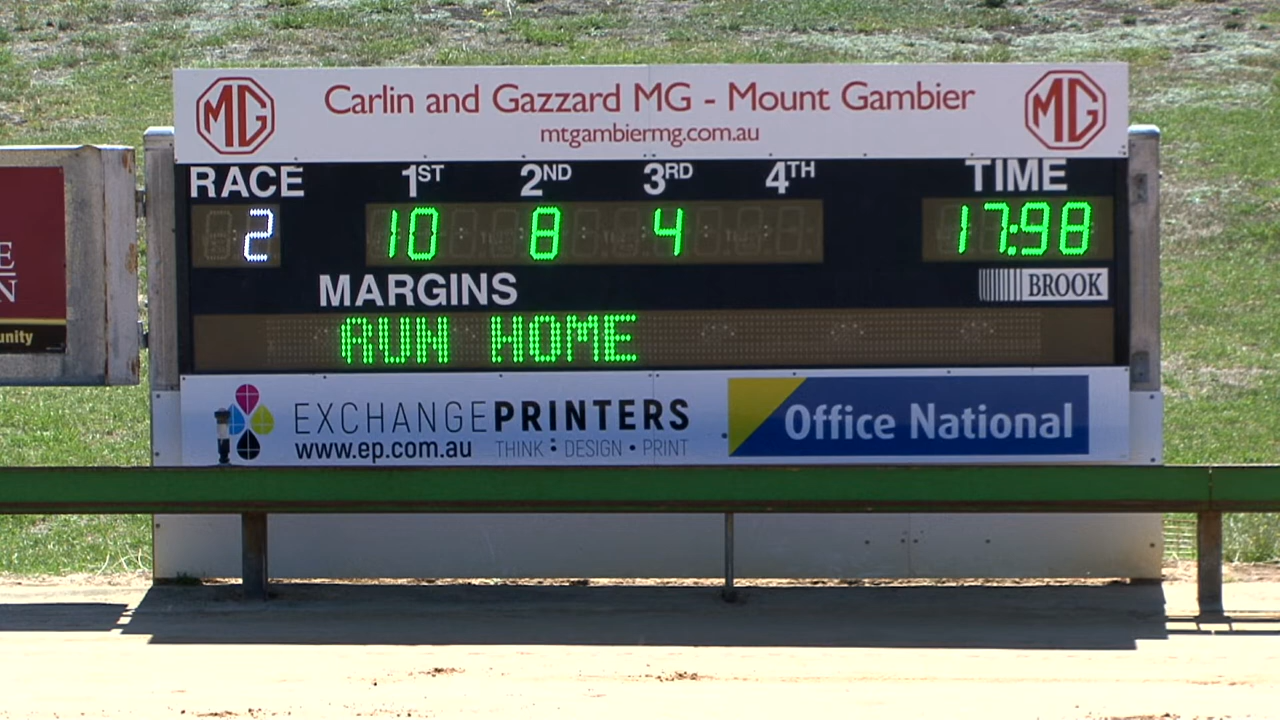 MG Carlin and Gazzard MG - Mount Gambier MG
mtgambiermg.com.au
RACE 1ST 2ND 3RD 4TH TIME
2 10 8 4 17:98
MARGINS BROOK
RUN HOME
E
N
unity
EXCHANGEPRINTERS
www.ep.com.au THINK : DESIGN • PRINT
Office National